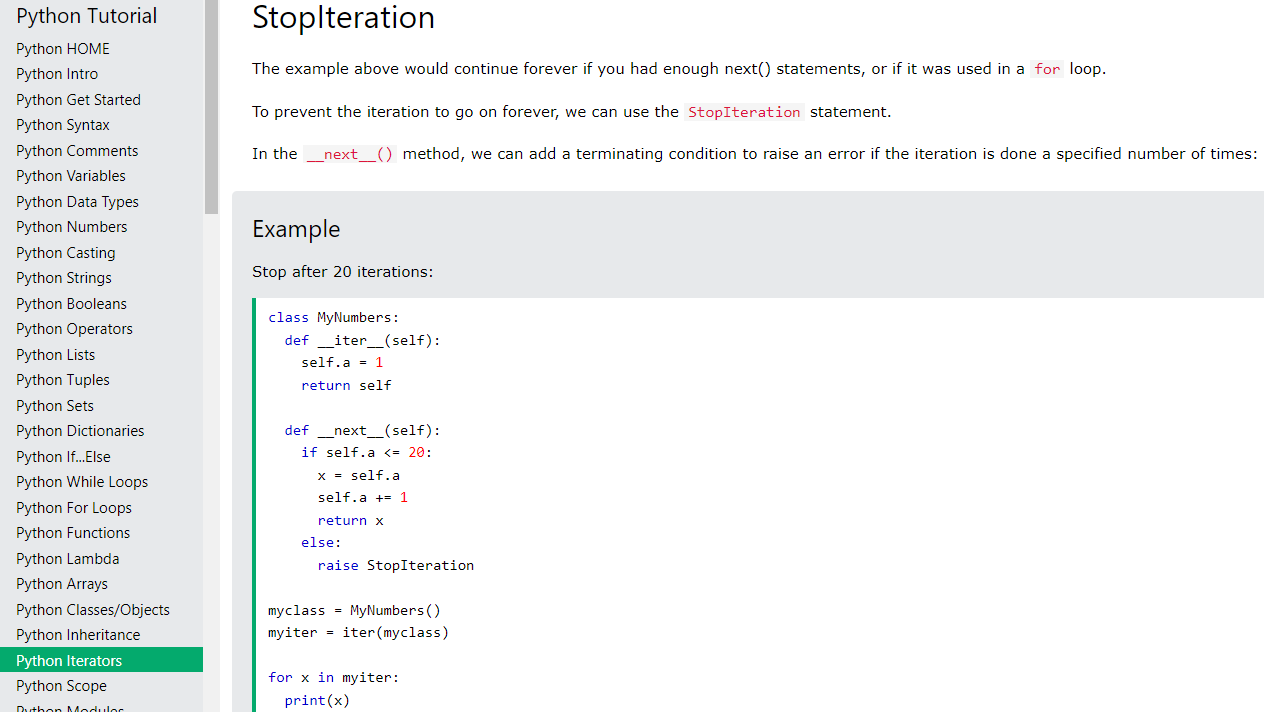 Python Tutorial
Python HOME
Python Intro
Python Get Started
Python Syntax
Python Comments
Python Variables
Python Data Types
Python Numbers
Python Casting
Python Strings
Python Booleans
Python Operators
Python Lists
Python Tuples
Python Sets
Python Dictionaries
Python If...Else
Python While Loops
Python For Loops
Python Functions
Python Lambda
Python Arrays
Python Classes/Objects
Python Inheritance
Python Iterators
Python Scope
Python Modules
StopIteration
The example above would continue forever if you had enough next() statements, or if it was used in a for loop.
To prevent the iteration to go on forever, we can use the StopIteration statement.
In the __next__() method, we can add a terminating condition to raise an error if the iteration is done a specified number of times:
Example
Stop after 20 iterations:
class MyNumbers:
  def __iter__(self):
    self.a = 1
    return self

  def __next__(self):
    if self.a <= 20:
      x = self.a
      self.a += 1
      return x
    else:
      raise StopIteration

myclass = MyNumbers()
myiter = iter(myclass)

for x in myiter:
  print(x)